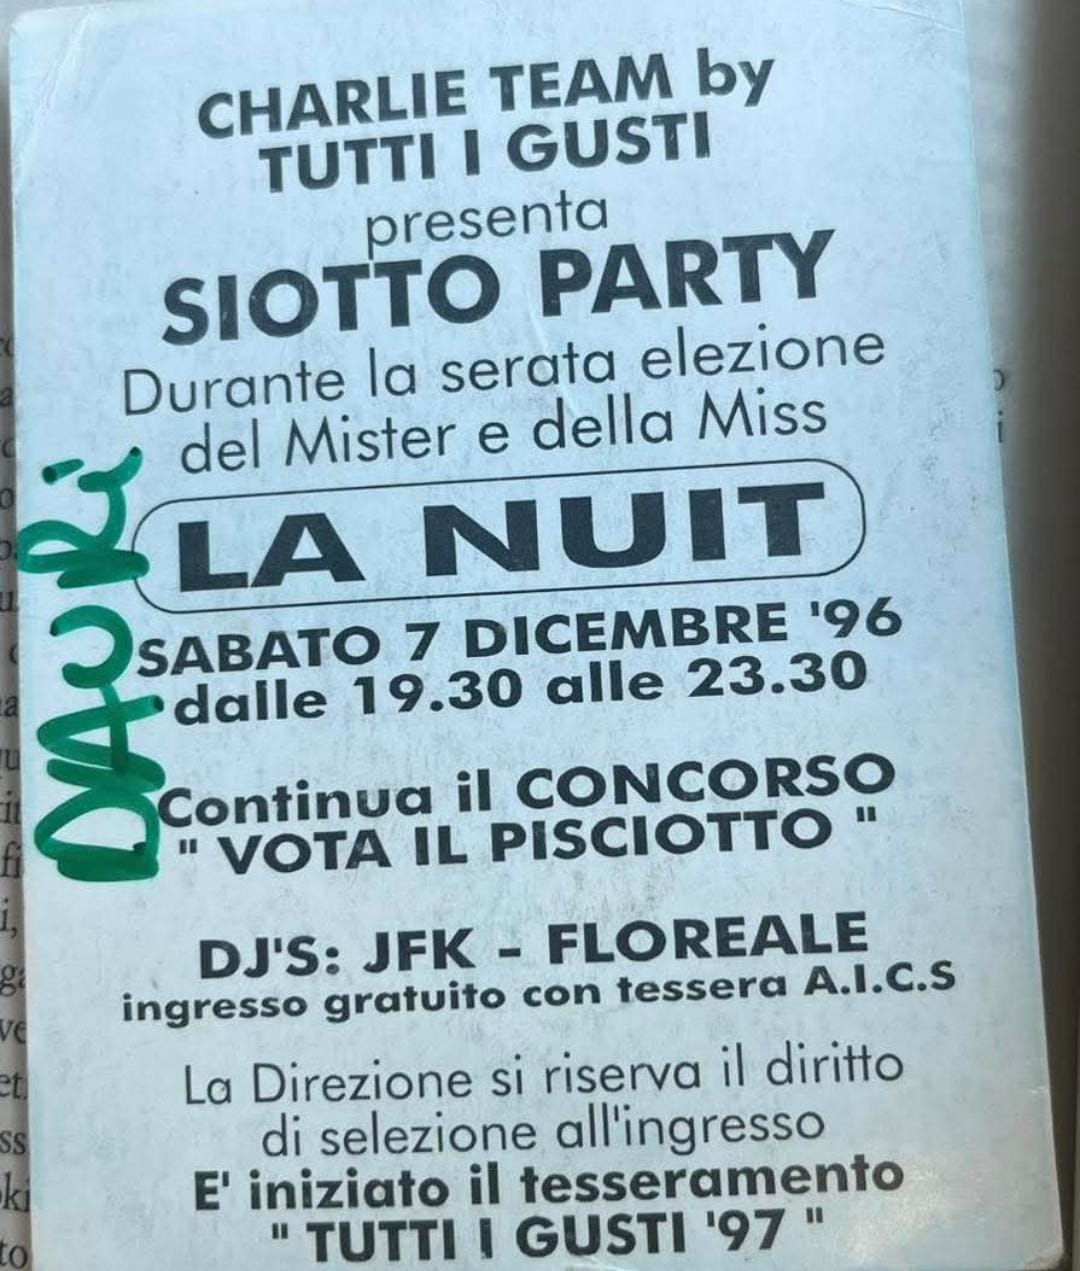 CHARLIE TEAM by
TUTTI I GUSTI
presenta
SIOTTO PARTY
Durante la serata elezione
del Mister e della Miss
LA NUIT
SABATO 7 DICEMBRE '96
dalle 19.30 alle 23.30
Continua il CONCORSO
" VOTA IL PISCIOTTO "
DJ'S: JFK - FLOREALE
ingresso gratuito con tessera A.I.C.S
La Direzione si riserva il diritto
di selezione all'ingresso
E' iniziato il tesseramento
" TUTTI I GUSTI '97 "
DAURi